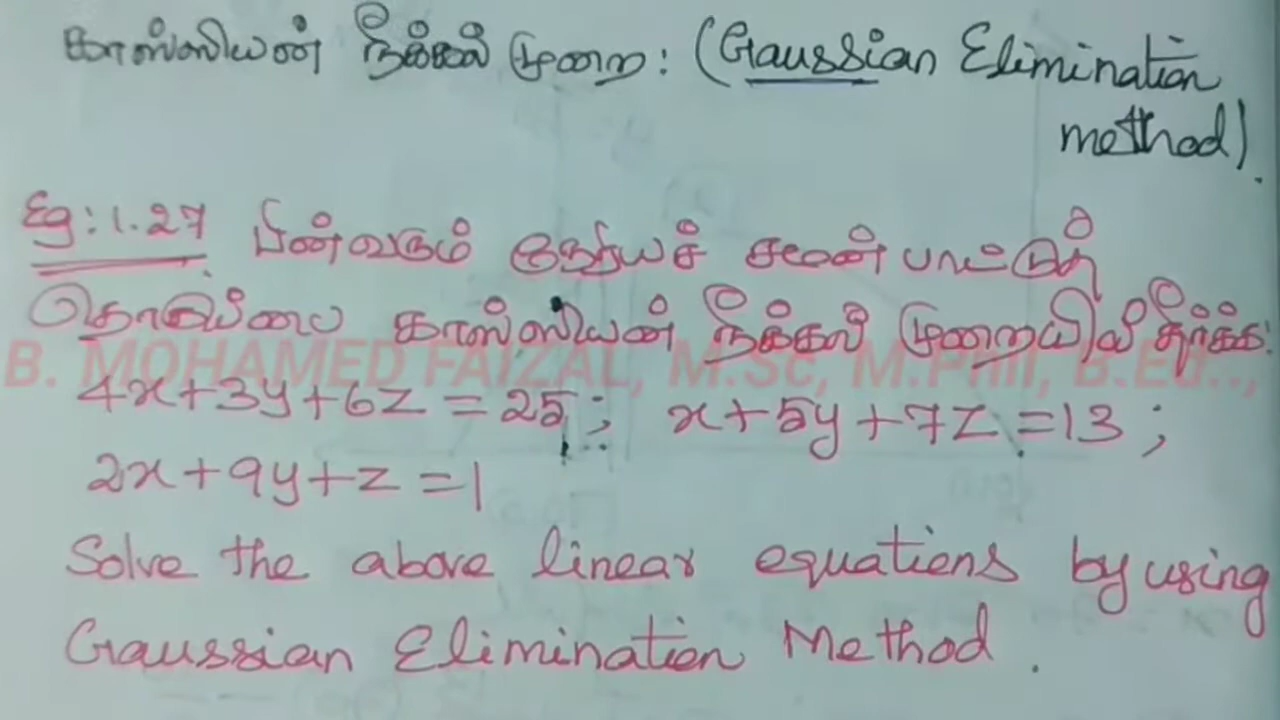 காஸ்ஸியன் நீக்கல் முறை: (Gaussian Elimination
method).
Eg: 1.27 பின்வரும் நேரியச் சமன்பாட்டின்
தொகுப்பை காஸ்ஸியன் நீக்கல் முறையில் தீர்க்க:
B. MOHAMED FAIZAL, M.Sc, M.Phil, B.Ed..,
4x+3y+6z=25; x+5y+7z=13;
2x+9y+z=1
Solve the above linear equations by using
Gaussian Elimination Method.